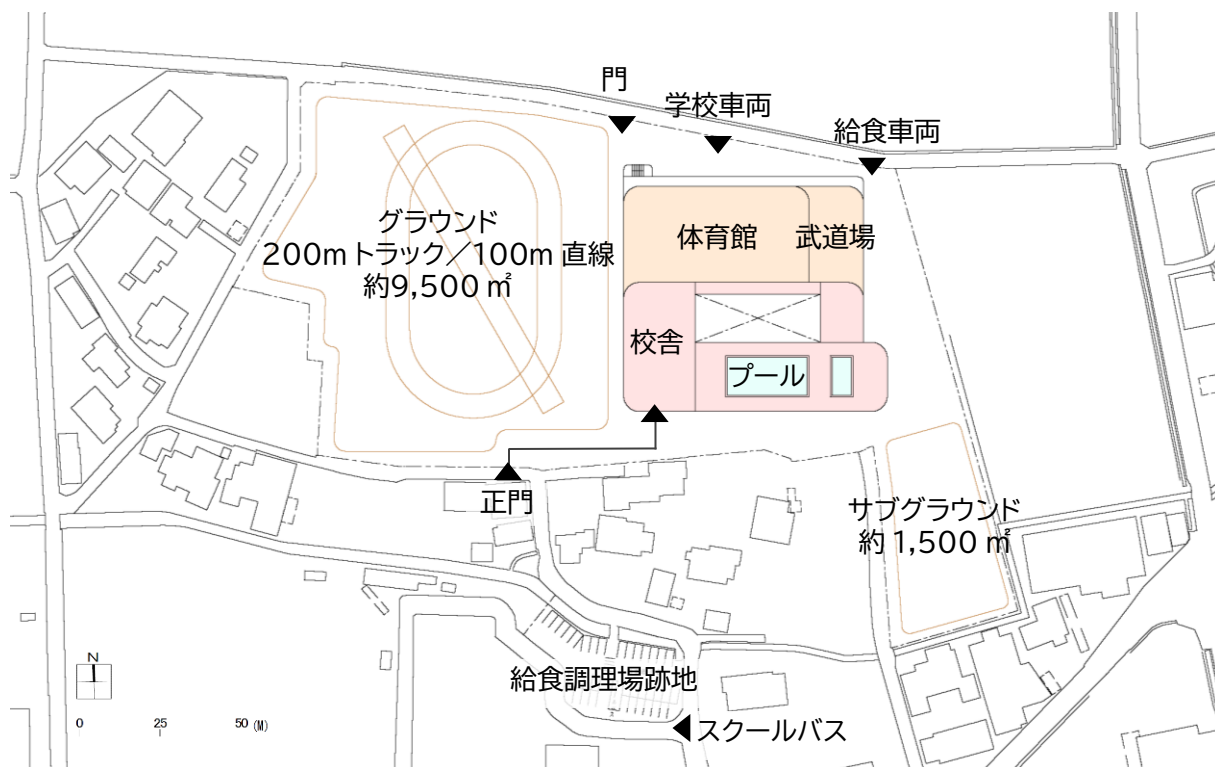 門
学校車両
給食車両
グラウンド
200m トラック／100m 直線
約9,500 ㎡
体育館
武道場
校舎
プール
正門
サブグラウンド
約 1,500 ㎡
給食調理場跡地
スクールバス
N
0 25 50 (M)